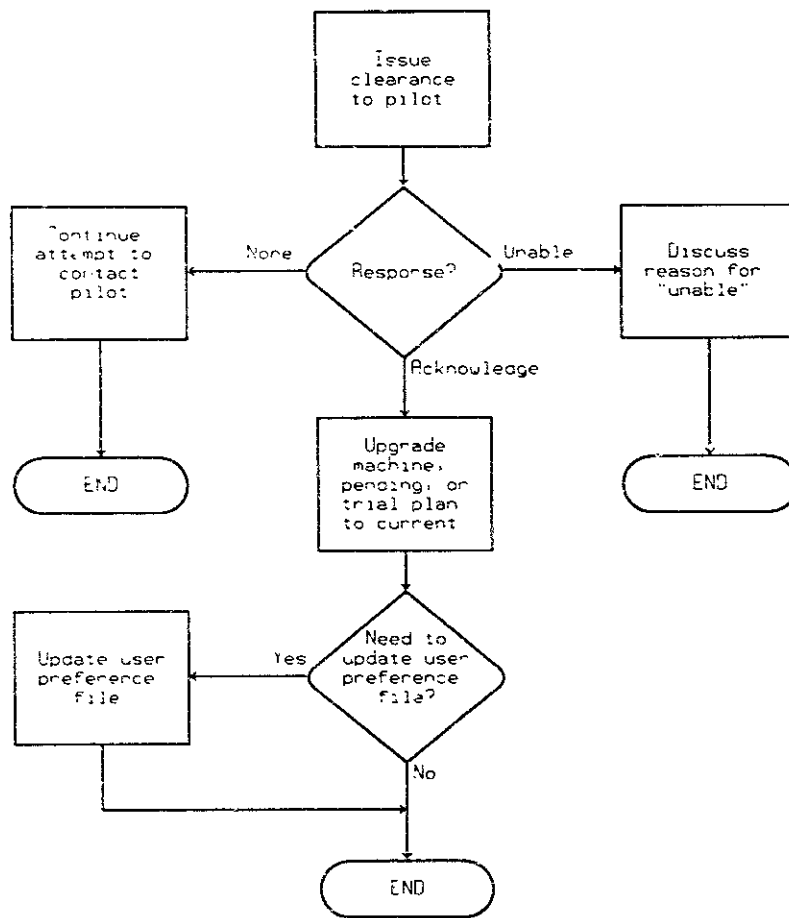 Issue
clearance
to pilot
Continue
attempt to
contact
pilot
None
Response?
Unable
Discuss
reason for
"unable"
Acknowledge
Upgrade
machine,
pending, or
trial plan
to current
END
END
Update user
preference
file
Yes
Need to
update user
preference
file?
No
END